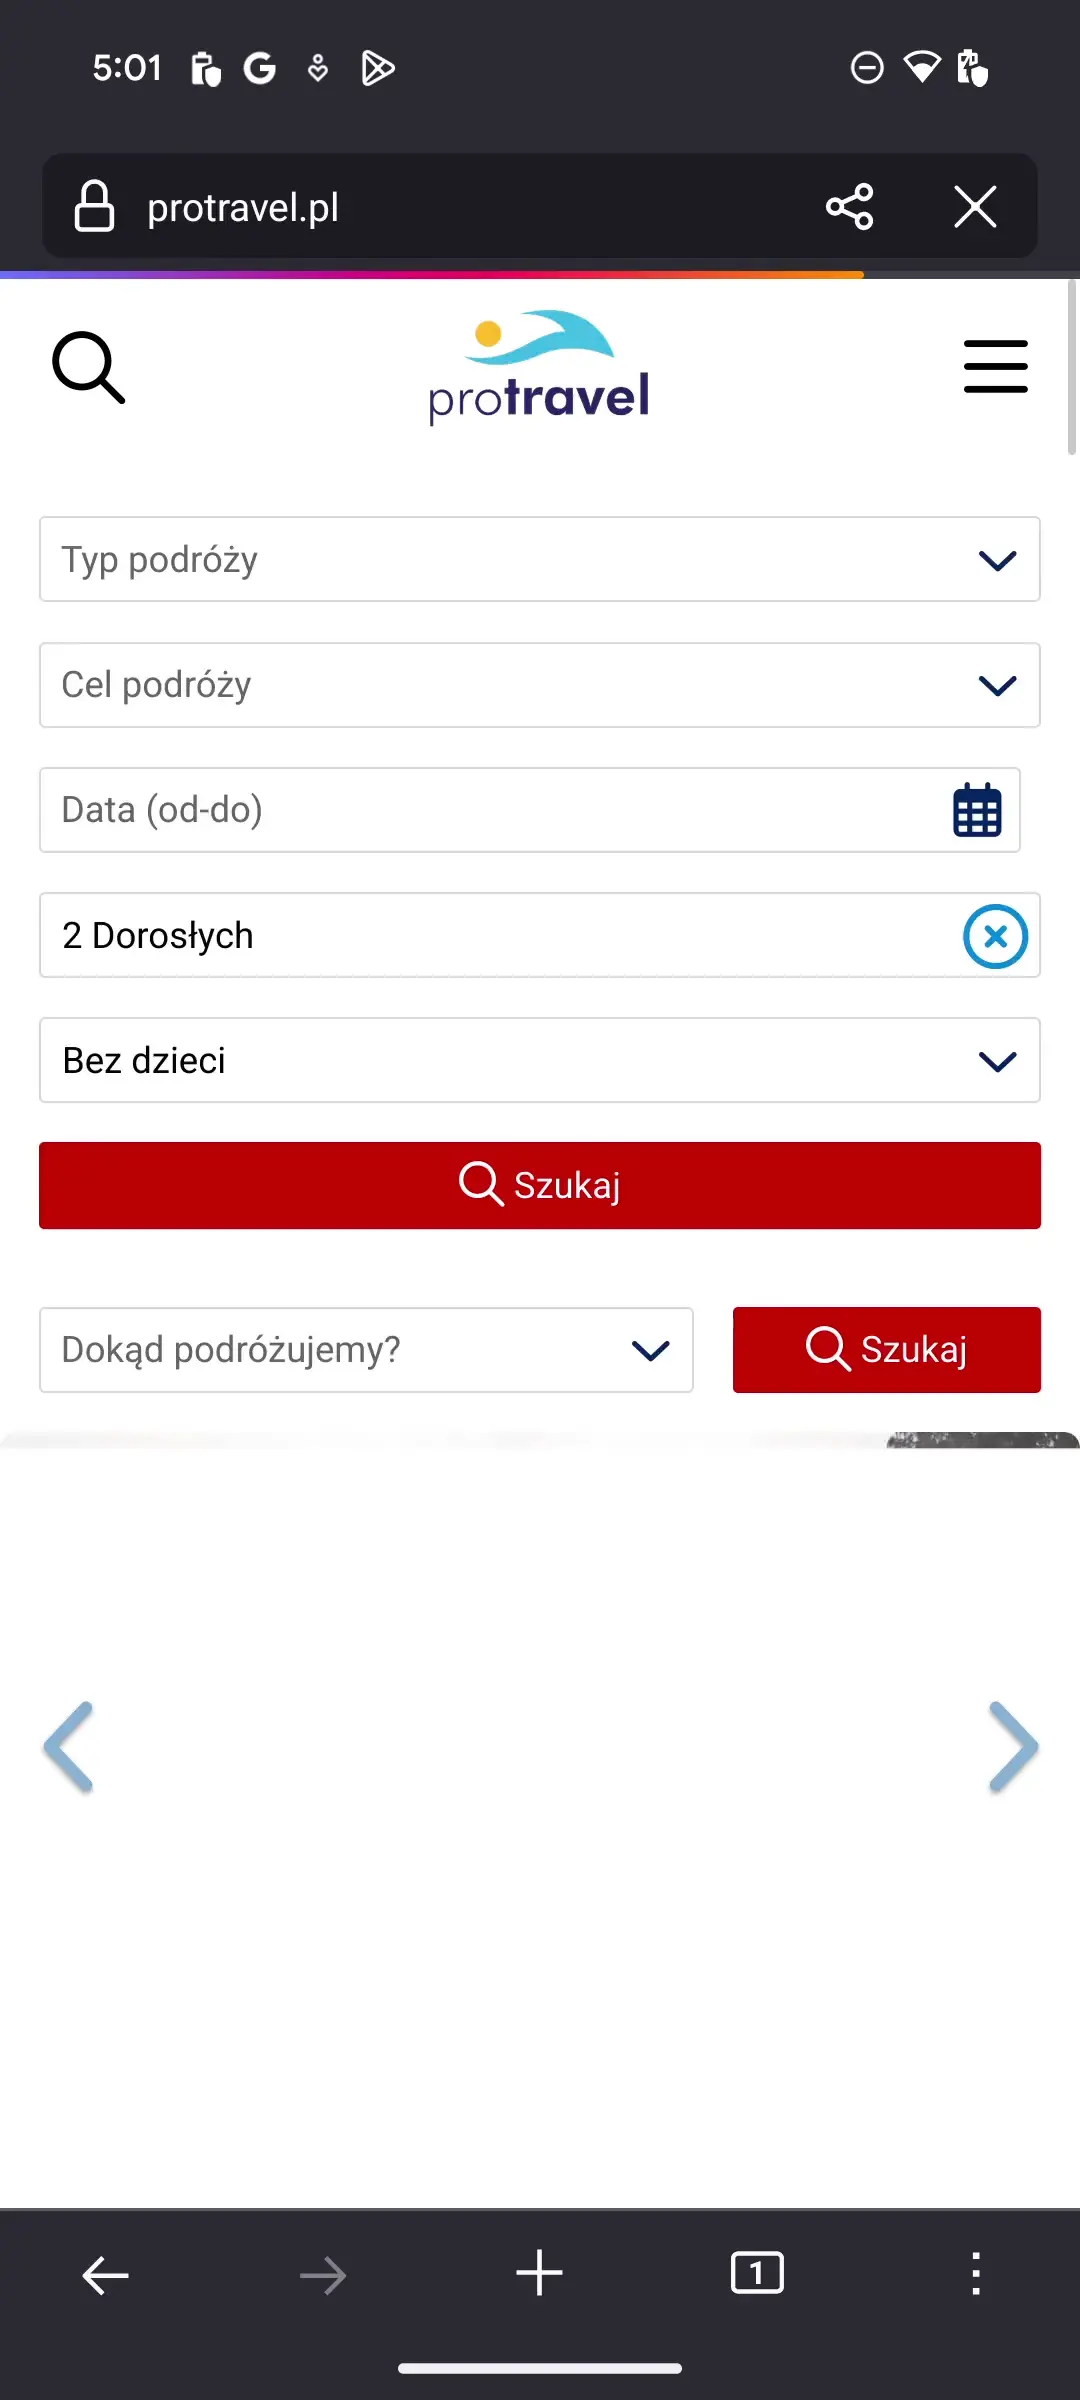 5:01
protravel.pl
protravel
Typ podróży
Cel podróży
Data (od-do)
2 Dorosłych
Bez dzieci
Szukaj
Dokąd podróżujemy?
Szukaj
1